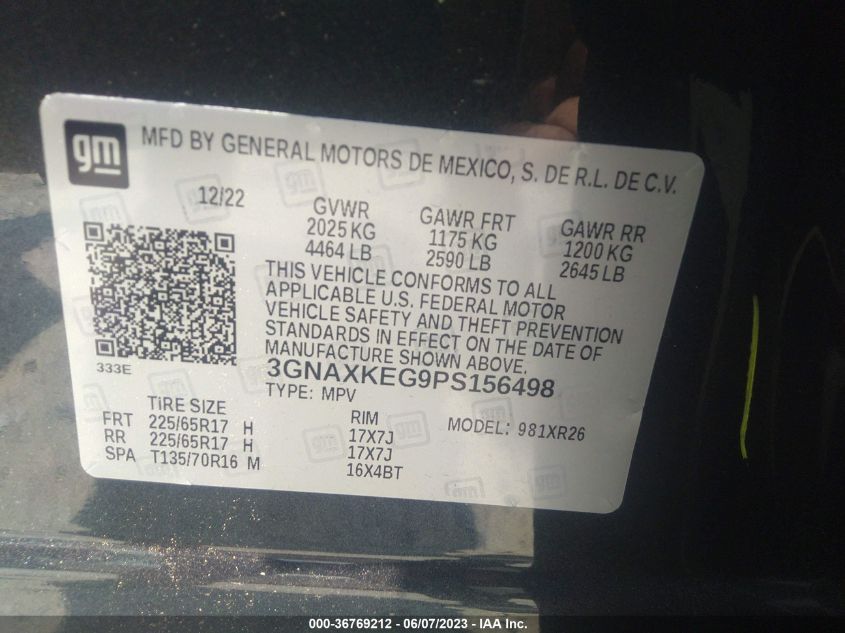 gm
MFD BY GENERAL MOTORS DE MEXICO, S. DE R.L. DE C.V.
12/22
GVWR
2025 KG
4464 LB
GAWR FRT
1175 KG
2590 LB
GAWR RR
1200 KG
2645 LB
THIS VEHICLE CONFORMS TO ALL
APPLICABLE U.S. FEDERAL MOTOR
VEHICLE SAFETY AND THEFT PREVENTION
STANDARDS IN EFFECT ON THE DATE OF
MANUFACTURE SHOWN ABOVE.
333E
3GNAXKEG9PS156498
TYPE: MPV
TIRE SIZE
RIM
MODEL: 981XR26
FRT 225/65R17 H 17X7J
RR 225/65R17 H 17X7J
SPA T135/70R16 M 16X4BT
000-36769212 - 06/07/2023 - IAA Inc.